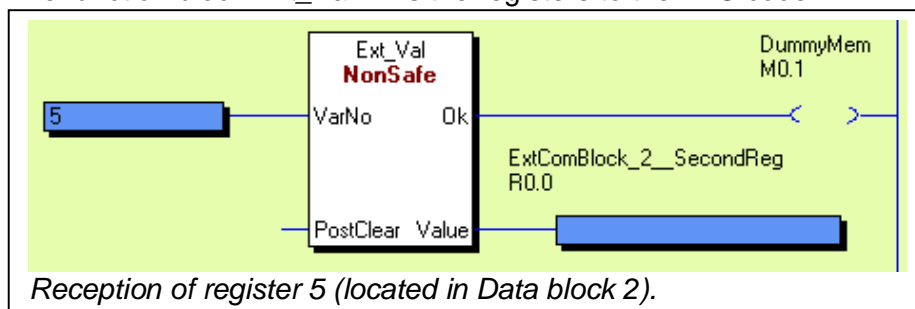 Ext_Val
NonSafe
DummyMem
M0.1
5
VarNo Ok
ExtComBlock_2__SecondReg
R0.0
PostClear Value
Reception of register 5 (located in Data block 2).